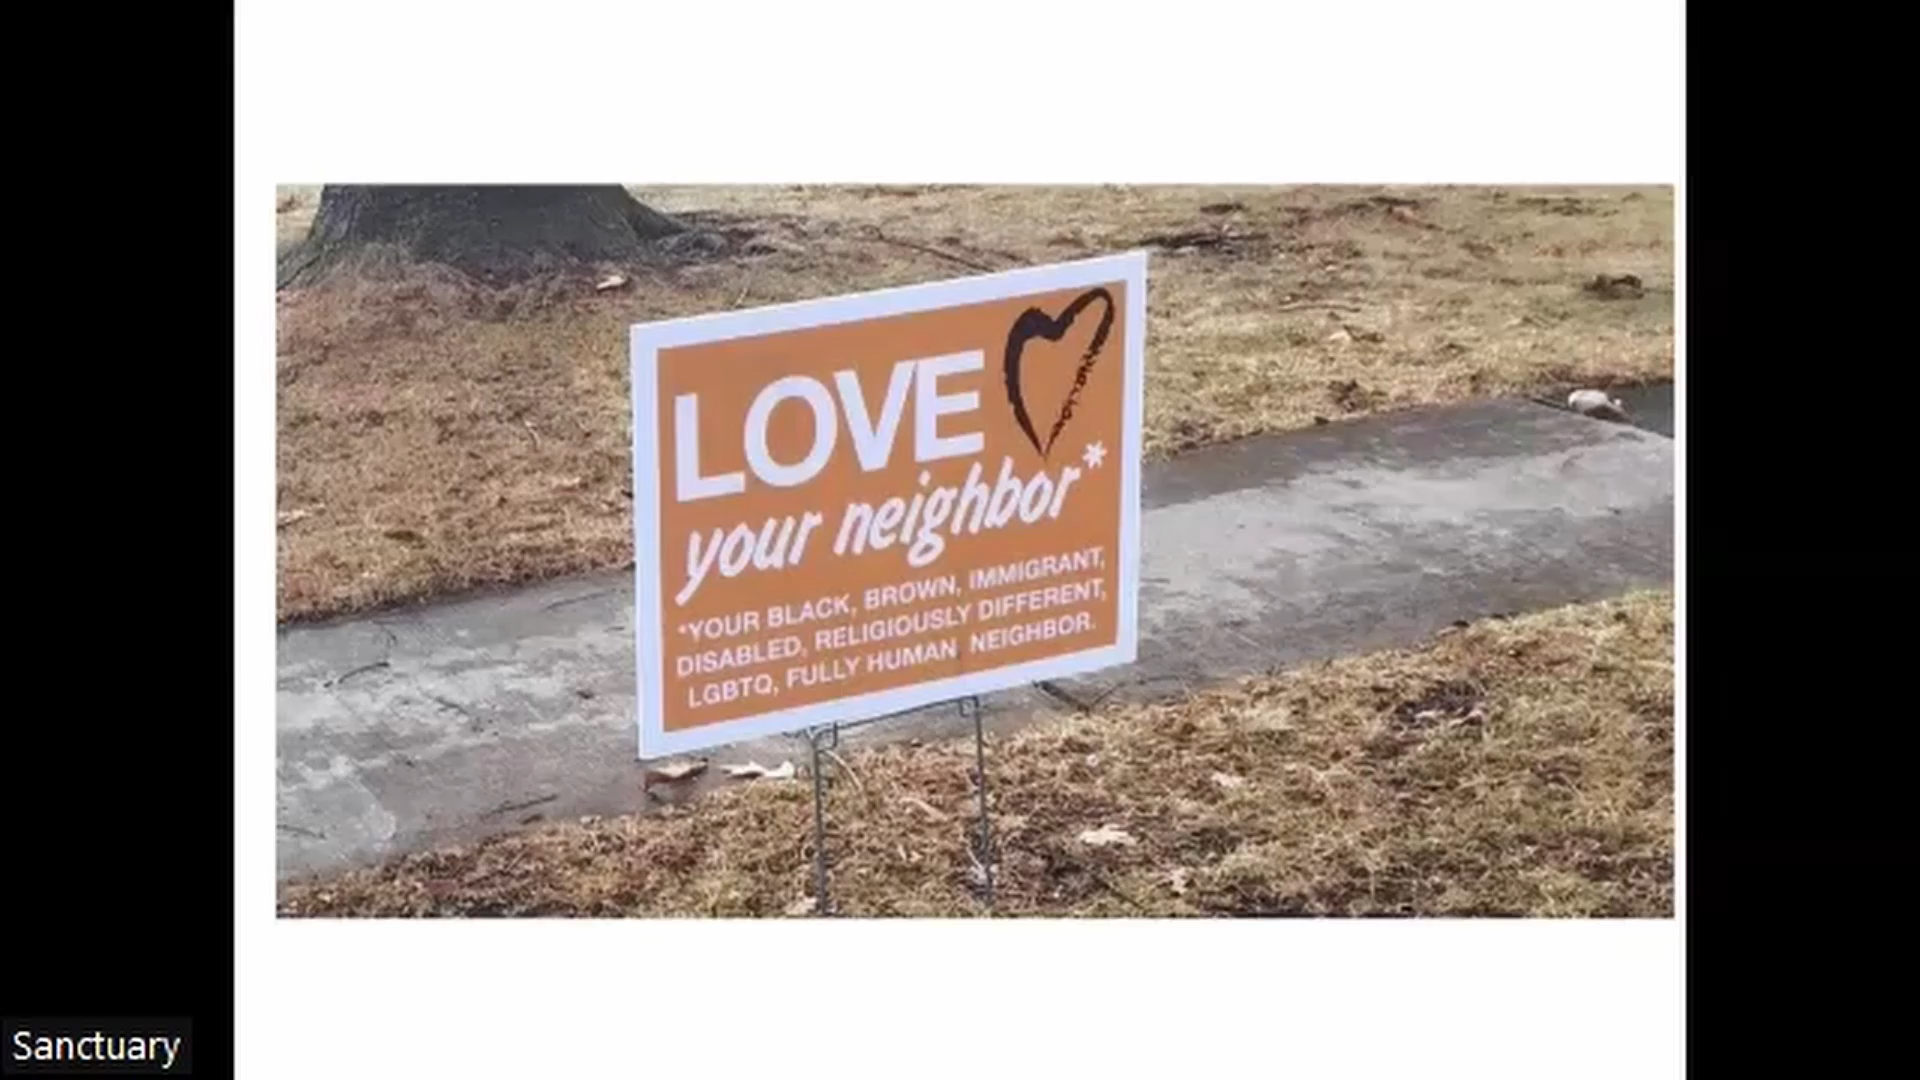 LOVE
your neighbor*
*YOUR BLACK, BROWN, IMMIGRANT,
DISABLED, RELIGIOUSLY DIFFERENT,
LGBTQ, FULLY HUMAN NEIGHBOR.
Sanctuary